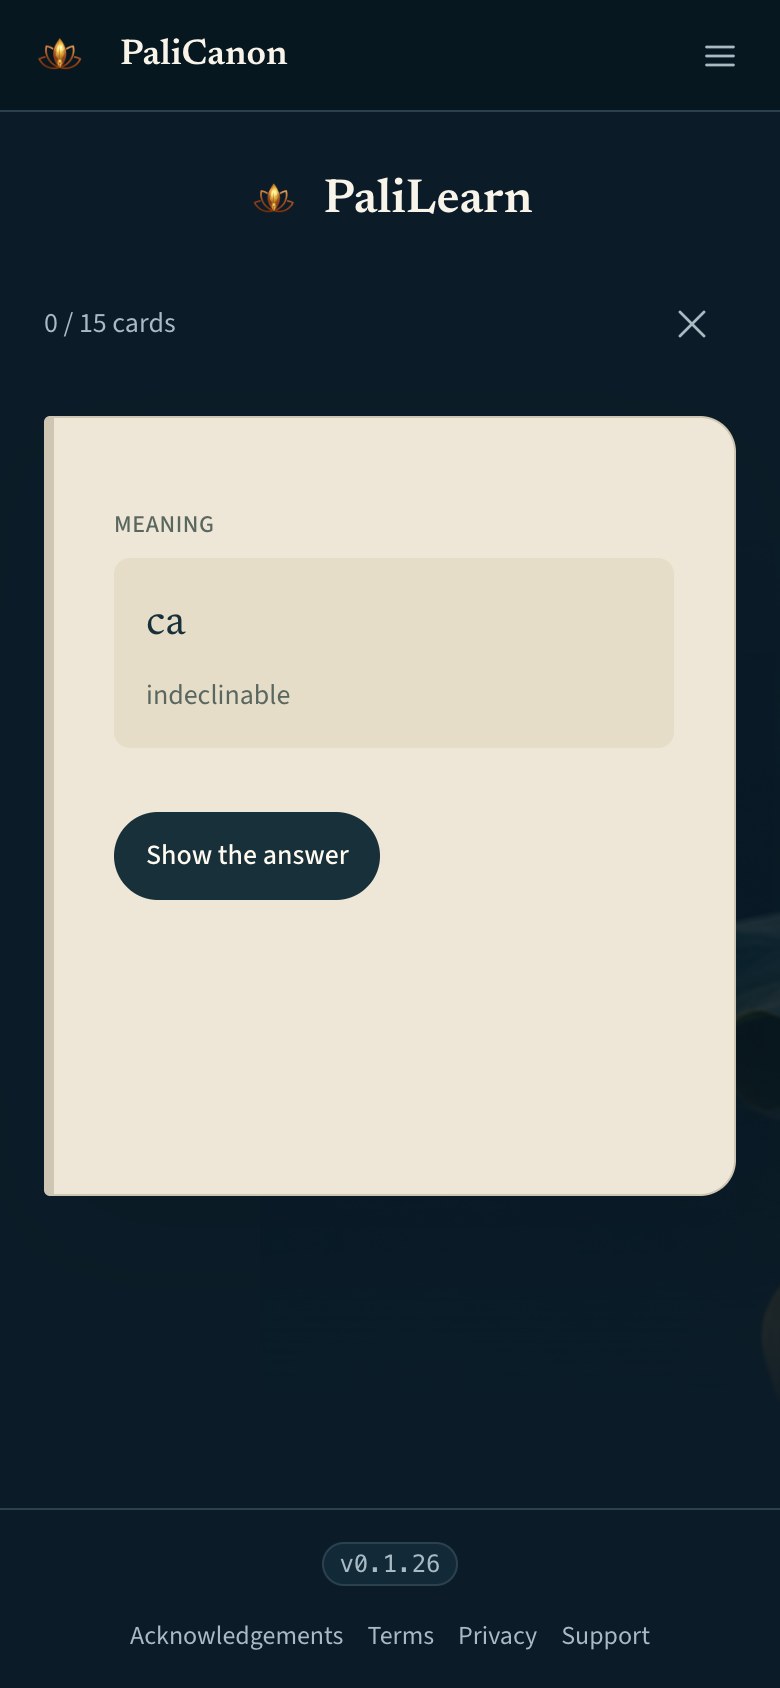 PaliCanon
PaliLearn
0 / 15 cards
MEANING
ca
indeclinable
Show the answer
v0.1.26
Acknowledgements Terms Privacy Support